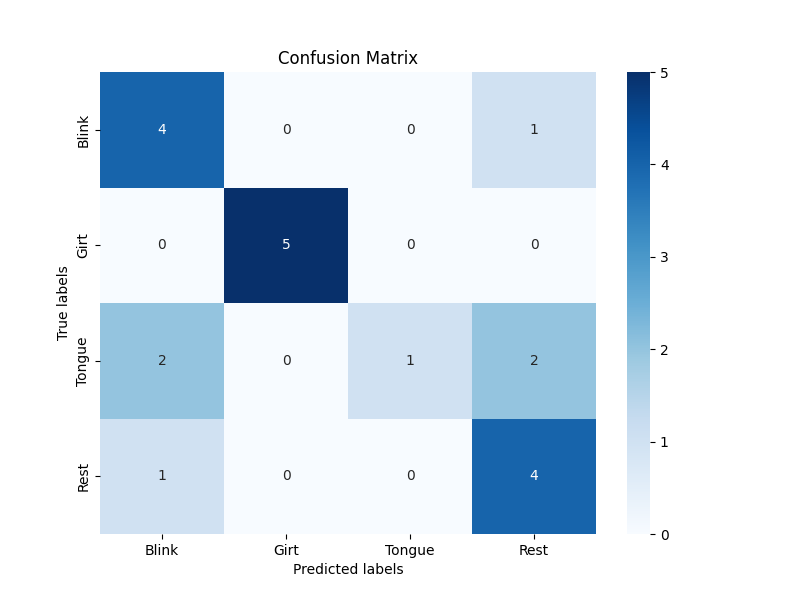 Confusion Matrix
True labels
Blink 4 0 0 1
Girt 0 5 0 0
Tongue 2 0 1 2
Rest 1 0 0 4
Blink Girt Tongue Rest
Predicted labels
5
4
3
2
1
0